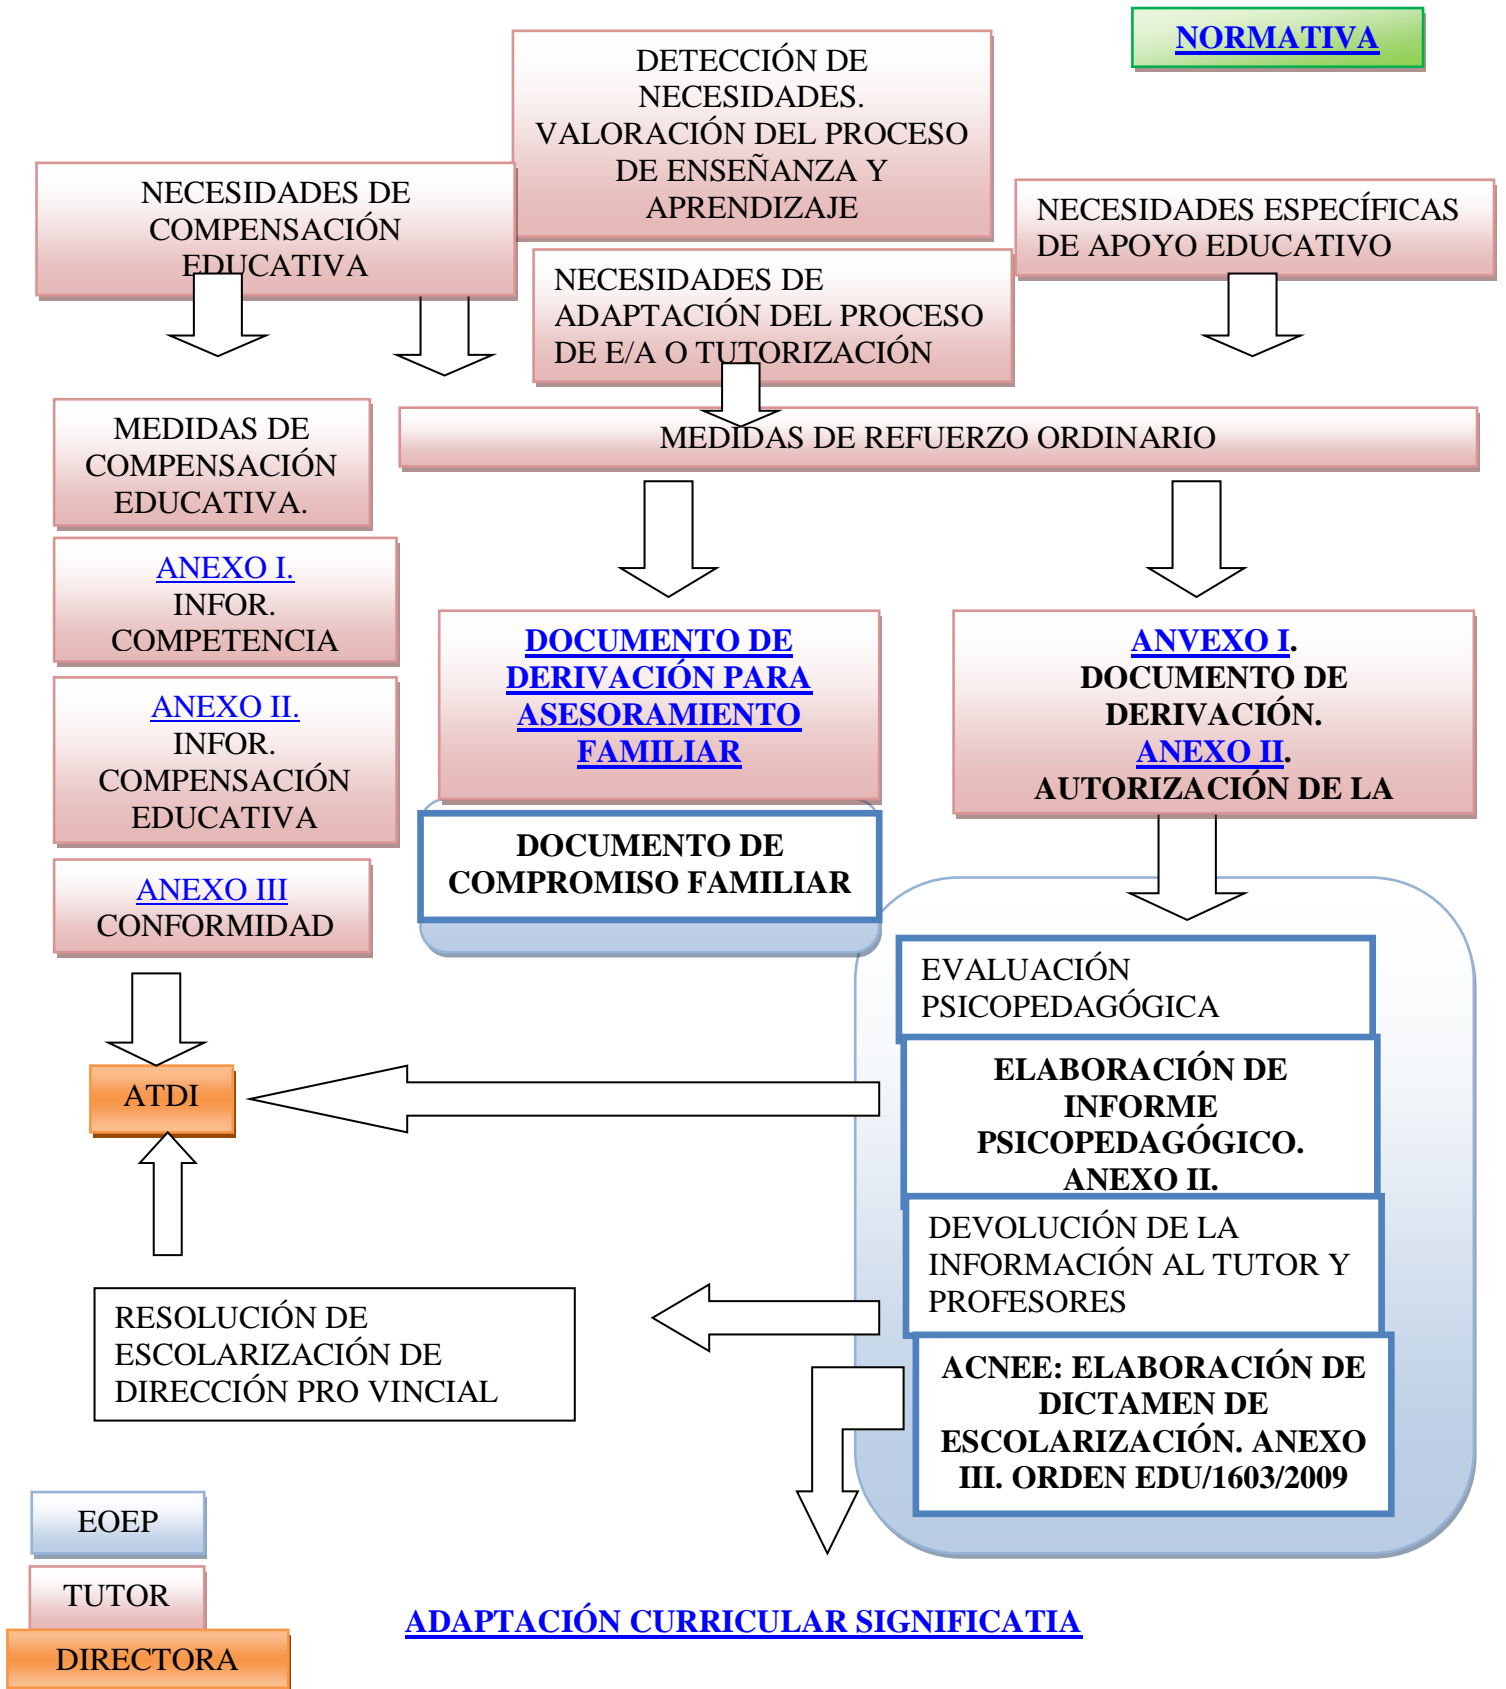 NORMATIVA
DETECCIÓN DE
NECESIDADES.
VALORACIÓN DEL PROCESO
DE ENSEÑANZA Y
APRENDIZAJE
NECESIDADES DE
COMPENSACIÓN
EDUCATIVA
NECESIDADES ESPECÍFICAS
DE APOYO EDUCATIVO
NECESIDADES DE
ADAPTACIÓN DEL PROCESO
DE E/A O TUTORIZACIÓN
MEDIDAS DE
COMPENSACIÓN
EDUCATIVA.
MEDIDAS DE REFUERZO ORDINARIO
ANEXO I.
INFOR.
COMPETENCIA
ANEXO II.
INFOR.
COMPENSACIÓN
EDUCATIVA
ANEXO III
CONFORMIDAD
DOCUMENTO DE
DERIVACIÓN PARA
ASESORAMIENTO
FAMILIAR
DOCUMENTO DE
COMPROMISO FAMILIAR
ANVEXO I.
DOCUMENTO DE
DERIVACIÓN.
ANEXO II.
AUTORIZACIÓN DE LA
EVALUACIÓN
PSICOPEDAGÓGICA
ELABORACIÓN DE
INFORME
PSICOPEDAGÓGICO.
ANEXO II.
DEVOLUCIÓN DE LA
INFORMACIÓN AL TUTOR Y
PROFESORES
ACNEE: ELABORACIÓN DE
DICTAMEN DE
ESCOLARIZACIÓN. ANEXO
III. ORDEN EDU/1603/2009
ATDI
RESOLUCIÓN DE
ESCOLARIZACIÓN DE
DIRECCIÓN PRO VINCIAL
EOEP
TUTOR
DIRECTORA
ADAPTACIÓN CURRICULAR SIGNIFICATIA